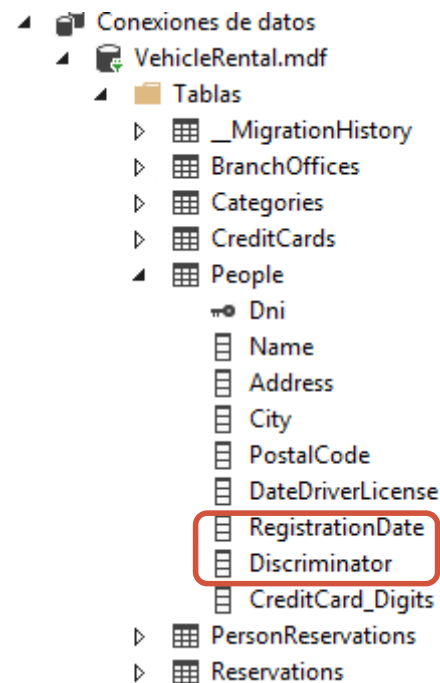 Conexiones de datos
VehicleRental.mdf
Tablas
__MigrationHistory
BranchOffices
Categories
CreditCards
People
Dni
Name
Address
City
PostalCode
DateDriverLicense
RegistrationDate
Discriminator
CreditCard_Digits
PersonReservations
Reservations